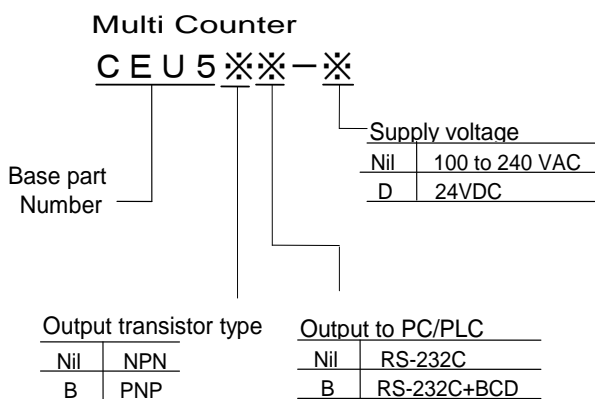 Multi Counter
CEU5※※-※
Supply voltage
Nil 100 to 240 VAC
D 24VDC
Base part
Number
Output transistor type
Nil NPN
B PNP
Output to PC/PLC
Nil RS-232C
B RS-232C+BCD